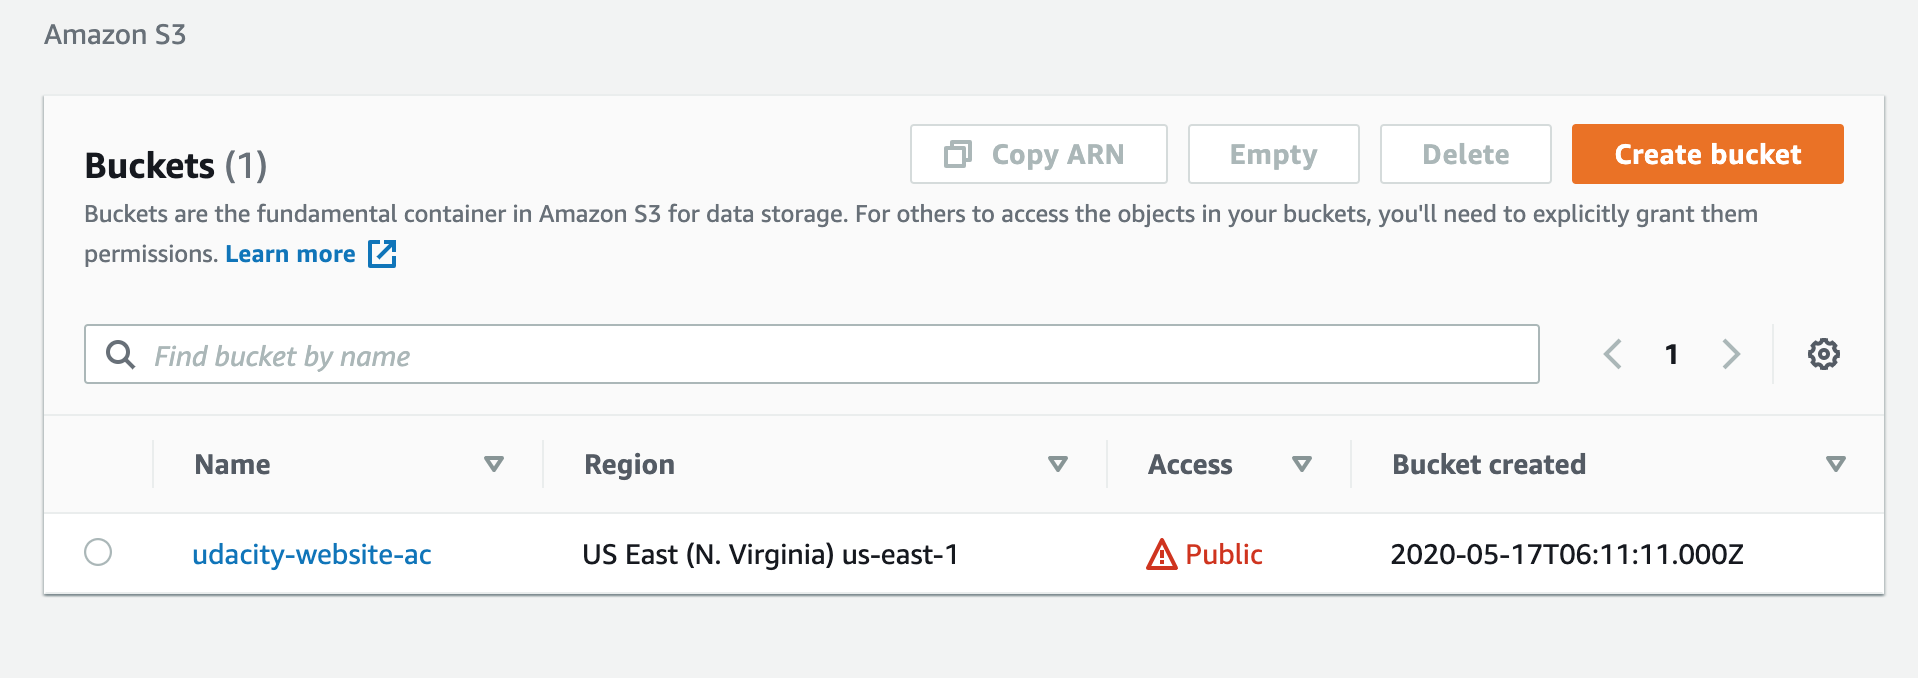 Amazon S3
Buckets (1)
Copy ARN
Empty
Delete
Create bucket
Buckets are the fundamental container in Amazon S3 for data storage. For others to access the objects in your buckets, you'll need to explicitly grant them
permissions. Learn more
Find bucket by name
1
Name Region Access Bucket created
udacity-website-ac US East (N. Virginia) us-east-1 Public 2020-05-17T06:11:11.000Z